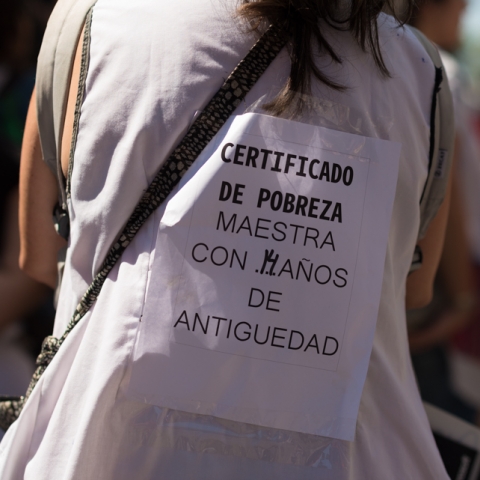 CERTIFICADO
DE POBREZA
MAESTRA
CON AÑOS
DE
ANTIGUEDAD